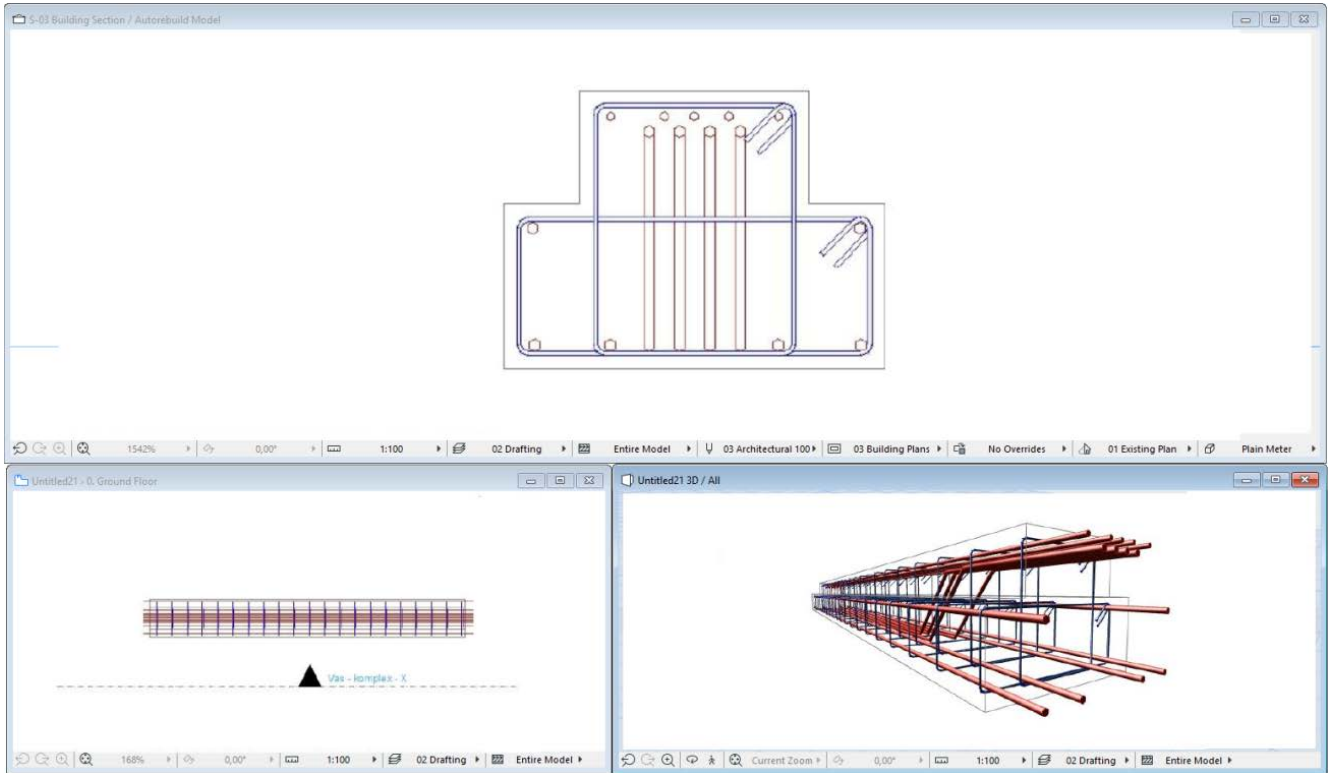 S-03 Building Section / Autorebuild Model
1542% 0,00° 1:100 02 Drafting Entire Model 03 Architectural 100 03 Building Plans No Overrides 01 Existing Plan Plain Meter
Untitled21 - 0. Ground Floor
Vas - komplex - X
168% 0,00° 1:100 02 Drafting Entire Model
Untitled21 3D / All
Current Zoom 0,00° 1:100 02 Drafting Entire Model